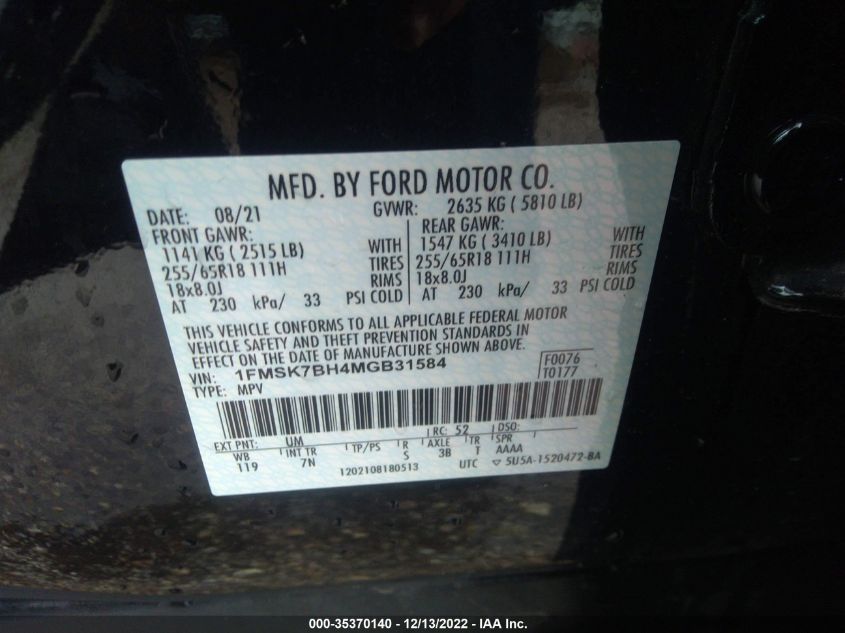 MFD. BY FORD MOTOR CO.
DATE: 08/21 GVWR: 2635 KG ( 5810 LB)
FRONT GAWR: REAR GAWR:
1141 KG ( 2515 LB) WITH 1547 KG ( 3410 LB) WITH
255/65R18 111H TIRES 255/65R18 111H TIRES
18x8.0J RIMS 18x8.0J RIMS
AT 230 kPa/ 33 PSI COLD AT 230 kPa/ 33 PSI COLD
THIS VEHICLE CONFORMS TO ALL APPLICABLE FEDERAL MOTOR
VEHICLE SAFETY AND THEFT PREVENTION STANDARDS IN
EFFECT ON THE DATE OF MANUFACTURE SHOWN ABOVE.
VIN: 1FMSK7BH4MGB31584 F0076
TYPE: MPV T0177
EXT PNT: UM RC: 52 DSO:
WB INT TR TP/PS R AXLE TR SPR
119 7N S 3B T AAAA
1202108180513 UTC ▽ 5U5A-1520472-BA
000-35370140 - 12/13/2022 - IAA Inc.